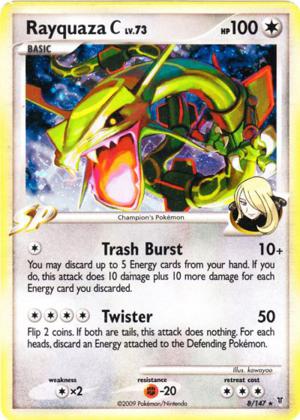 Rayquaza C LV.73 HP100
BASIC
Champion's Pokémon
SP
Trash Burst 10+
You may discard up to 5 Energy cards from your hand. If you
do, this attack does 10 damage plus 10 more damage for each
Energy card you discarded.
Twister 50
Flip 2 coins. If both are tails, this attack does nothing. For each
heads, discard an Energy attached to the Defending Pokémon.
weakness resistance retreat cost
×2 -20
Illus. kawayoo
©2009 Pokémon/Nintendo 8/147 ★